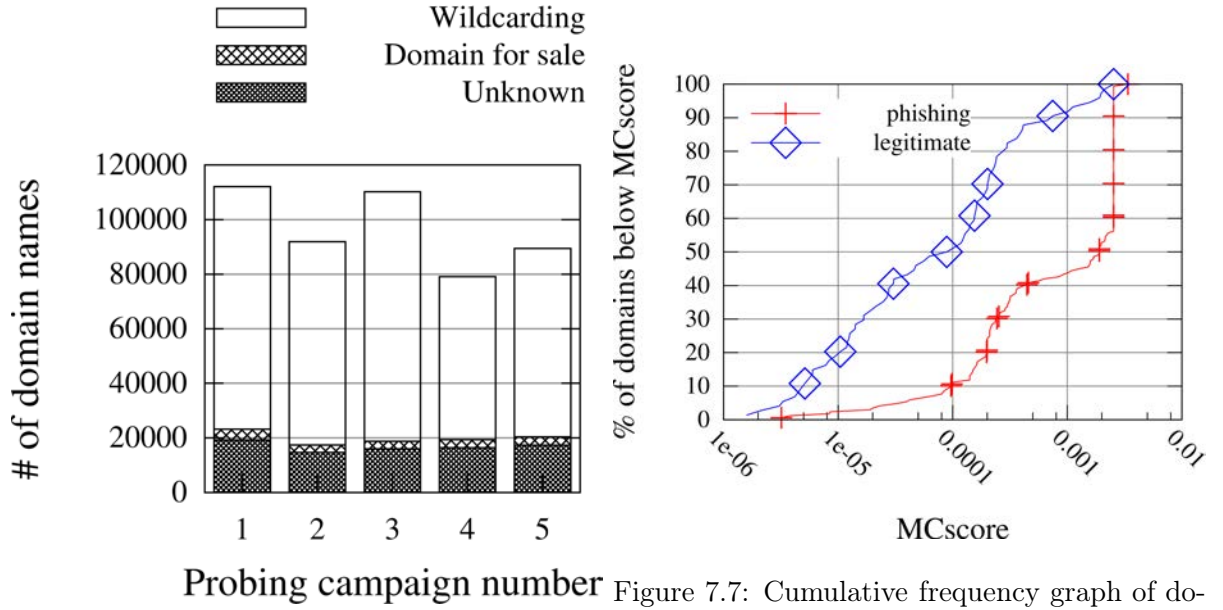 Wildcarding
Domain for sale
Unknown
120000
100000
80000
60000
40000
20000
0
# of domain names
1 2 3 4 5
Probing campaign number
phishing
legitimate
100
90
80
70
60
50
40
30
20
10
0
% of domains below MCscore
1e-06 1e-05 0.0001 0.001 0.01
MCscore
Figure 7.7: Cumulative frequency graph of do-